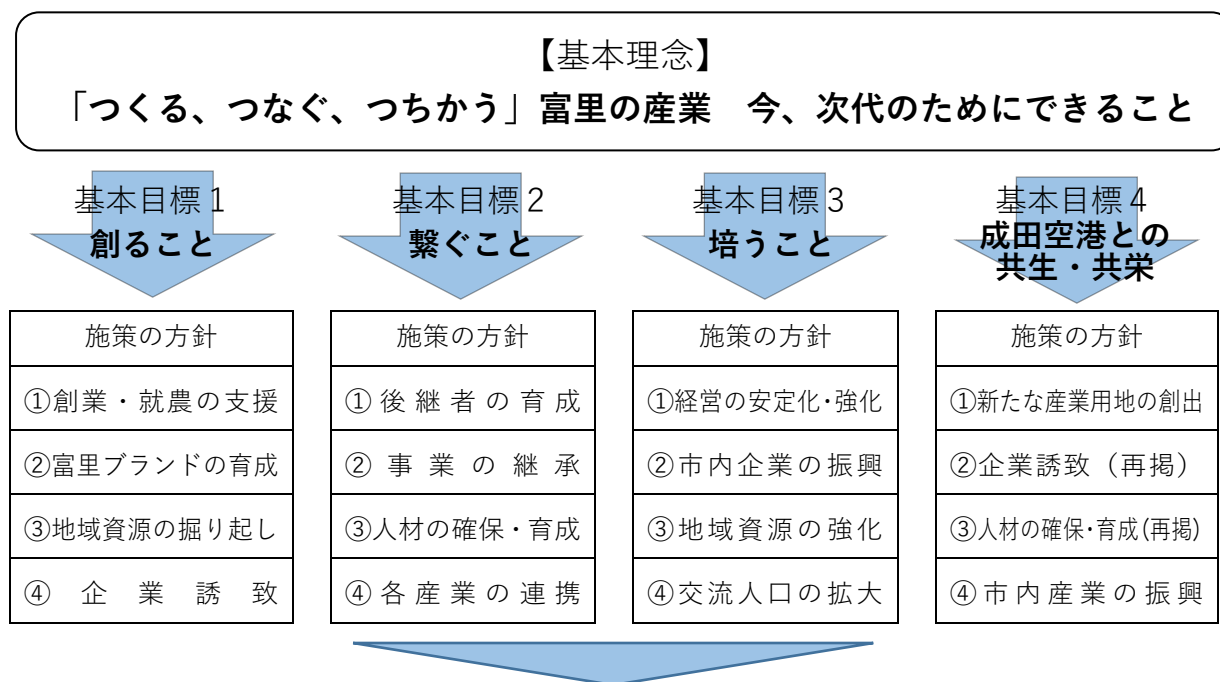 【基本理念】
「つくる、つなぐ、つちかう」富里の産業　今、次代のためにできること
基本目標１
創ること
施策の方針
①創業・就農の支援
②富里ブランドの育成
③地域資源の掘り起し
④企業誘致
基本目標２
繋ぐこと
施策の方針
①後継者の育成
②事業の継承
③人材の確保・育成
④各産業の連携
基本目標３
培うこと
施策の方針
①経営の安定化・強化
②市内企業の振興
③地域資源の強化
④交流人口の拡大
基本目標４
成田空港との
共生・共栄
施策の方針
①新たな産業用地の創出
②企業誘致（再掲）
③人材の確保・育成(再掲)
④市内産業の振興